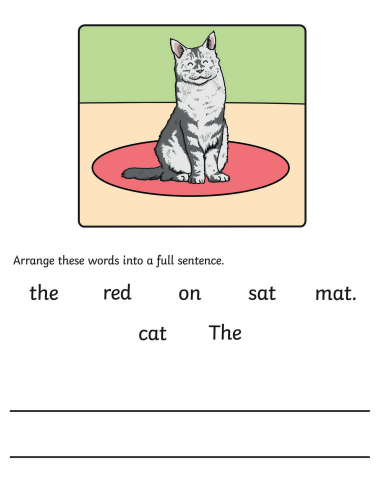 Arrange these words into a full sentence.
the red on sat mat.
cat The